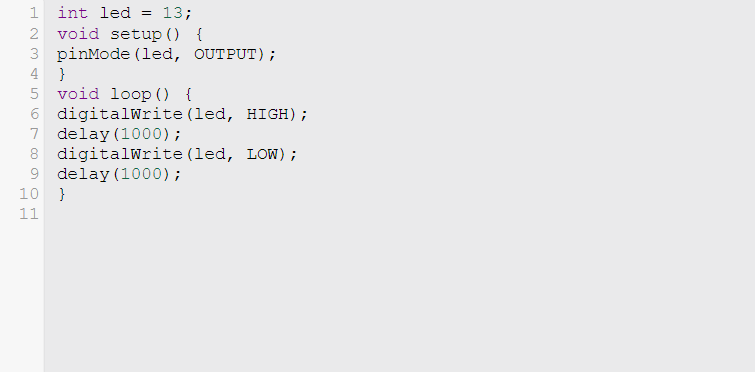 1 int led = 13;
2 void setup() {
3 pinMode(led, OUTPUT);
4 }
5 void loop() {
6 digitalWrite(led, HIGH);
7 delay(1000);
8 digitalWrite(led, LOW);
9 delay(1000);
10 }
11